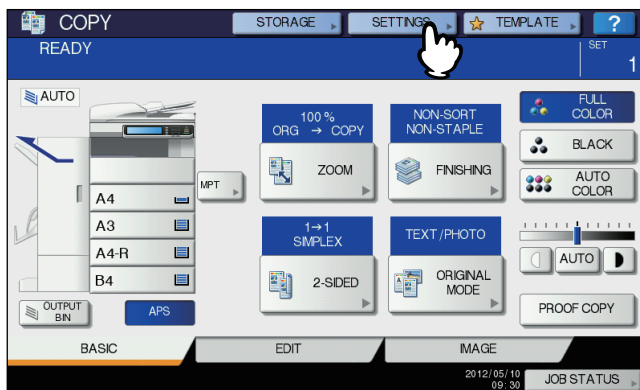 COPY
STORAGE
SETTINGS
TEMPLATE
?
READY
SET
1
AUTO
100 %
ORG → COPY
ZOOM
NON-SORT
NON-STAPLE
FINISHING
FULL
COLOR
BLACK
AUTO
COLOR
MPT
A4
A3
A4-R
B4
1→1
SIMPLEX
2-SIDED
TEXT/PHOTO
ORIGINAL
MODE
AUTO
OUTPUT
BIN
APS
PROOF COPY
BASIC
EDIT
IMAGE
2012/05/10
09:30
JOB STATUS